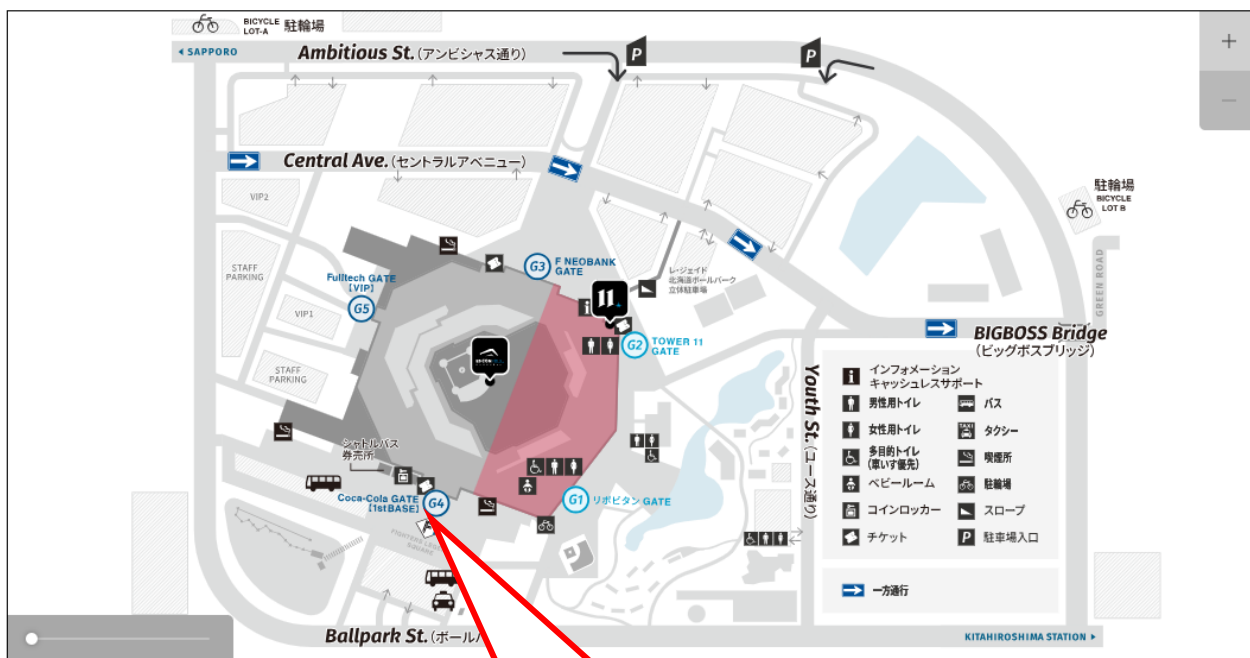 BICYCLE
LOT-A 駐輪場
◀ SAPPORO
Ambitious St. (アンビシャス通り)
P
P
Central Ave. (セントラルアベニュー)
VIP2
駐輪場
BICYCLE
LOT B
STAFF
PARKING
G3 F NEOBANK
GATE
レ・ジェイド
北海道ボールパーク
立体駐車場
Fulltech GATE
【VIP】
G5
VIP1
11
G2 TOWER 11
GATE
GREEN ROAD
BIGBOSS Bridge
(ビッグボスブリッジ)
STAFF
PARKING
Youth St. (ユース通り)
シャトルバス
券売所
Coca-Cola GATE
【1stBASE】
G4
G1 リポビタン GATE
インフォメーション
キャッシュレスサポート
男性用トイレ
バス
女性用トイレ
TAXI
タクシー
多目的トイレ
(車いす優先)
喫煙所
ベビールーム
駐輪場
コインロッカー
スロープ
チケット
P 駐車場入口
一方通行
Ballpark St. (ボール
KITAHIROSHIMA STATION ▶